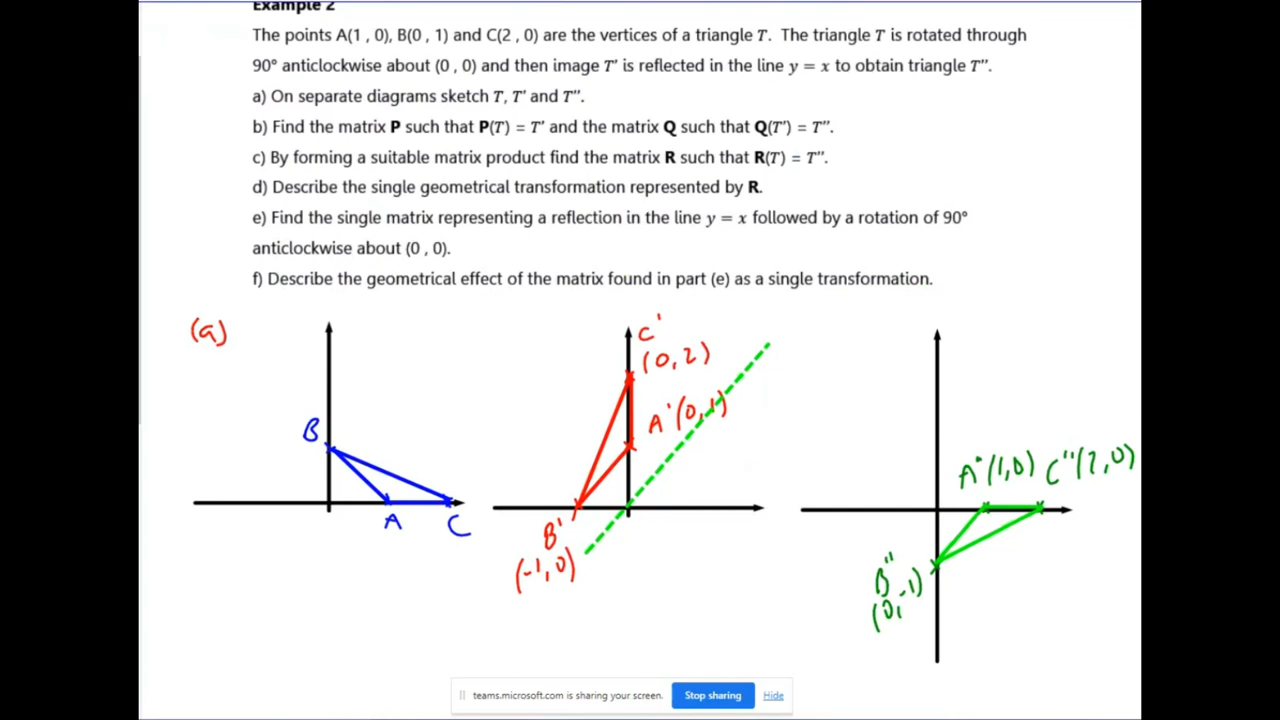 Example 2
The points A(1 , 0), B(0 , 1) and C(2 , 0) are the vertices of a triangle T. The triangle T is rotated through
90° anticlockwise about (0 , 0) and then image T' is reflected in the line y = x to obtain triangle T''.
a) On separate diagrams sketch T, T' and T''.
b) Find the matrix P such that P(T) = T' and the matrix Q such that Q(T') = T''.
c) By forming a suitable matrix product find the matrix R such that R(T) = T''.
d) Describe the single geometrical transformation represented by R.
e) Find the single matrix representing a reflection in the line y = x followed by a rotation of 90°
anticlockwise about (0 , 0).
f) Describe the geometrical effect of the matrix found in part (e) as a single transformation.
(a)
B
A
C
C'
(0, 2)
A'(0, 1)
B'
(-1, 0)
A"(1, 0) C"(2, 0)
B"
(0, -1)
teams.microsoft.com is sharing your screen.
Stop sharing
Hide